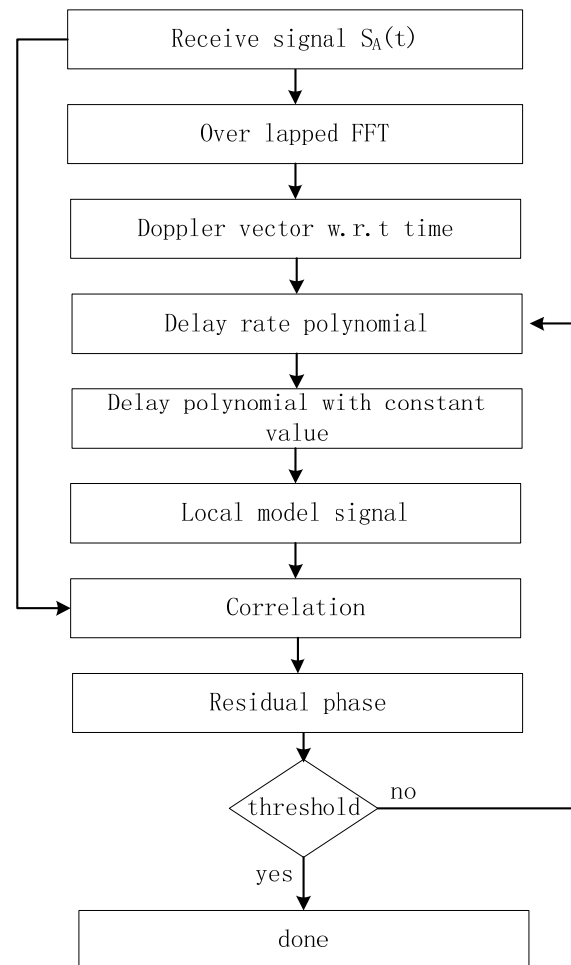 Receive signal S_A(t)
Over lapped FFT
Doppler vector w.r.t time
Delay rate polynomial
Delay polynomial with constant
value
Local model signal
Correlation
Residual phase
threshold
no
yes
done